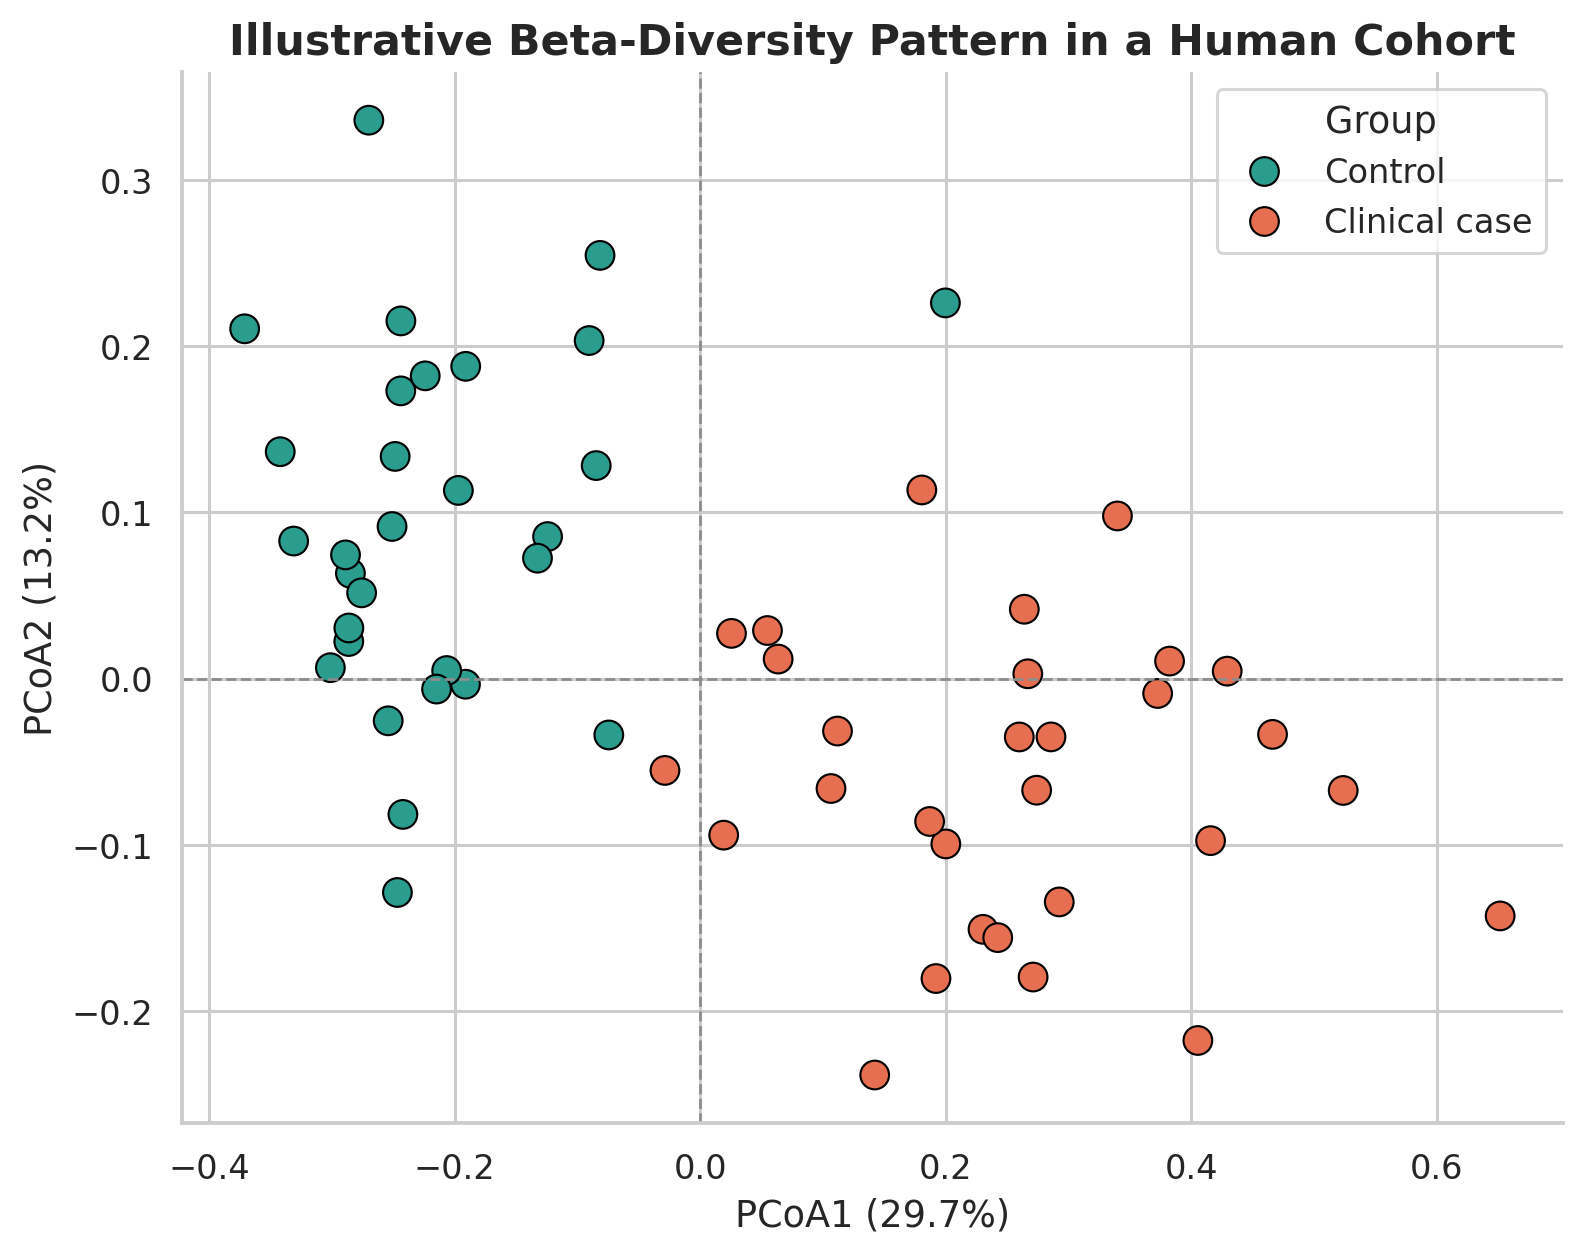 Illustrative Beta-Diversity Pattern in a Human Cohort
Group
Control
Clinical case
PCoA2 (13.2%)
0.3
0.2
0.1
0.0
−0.1
−0.2
−0.4
−0.2
0.0
0.2
0.4
0.6
PCoA1 (29.7%)